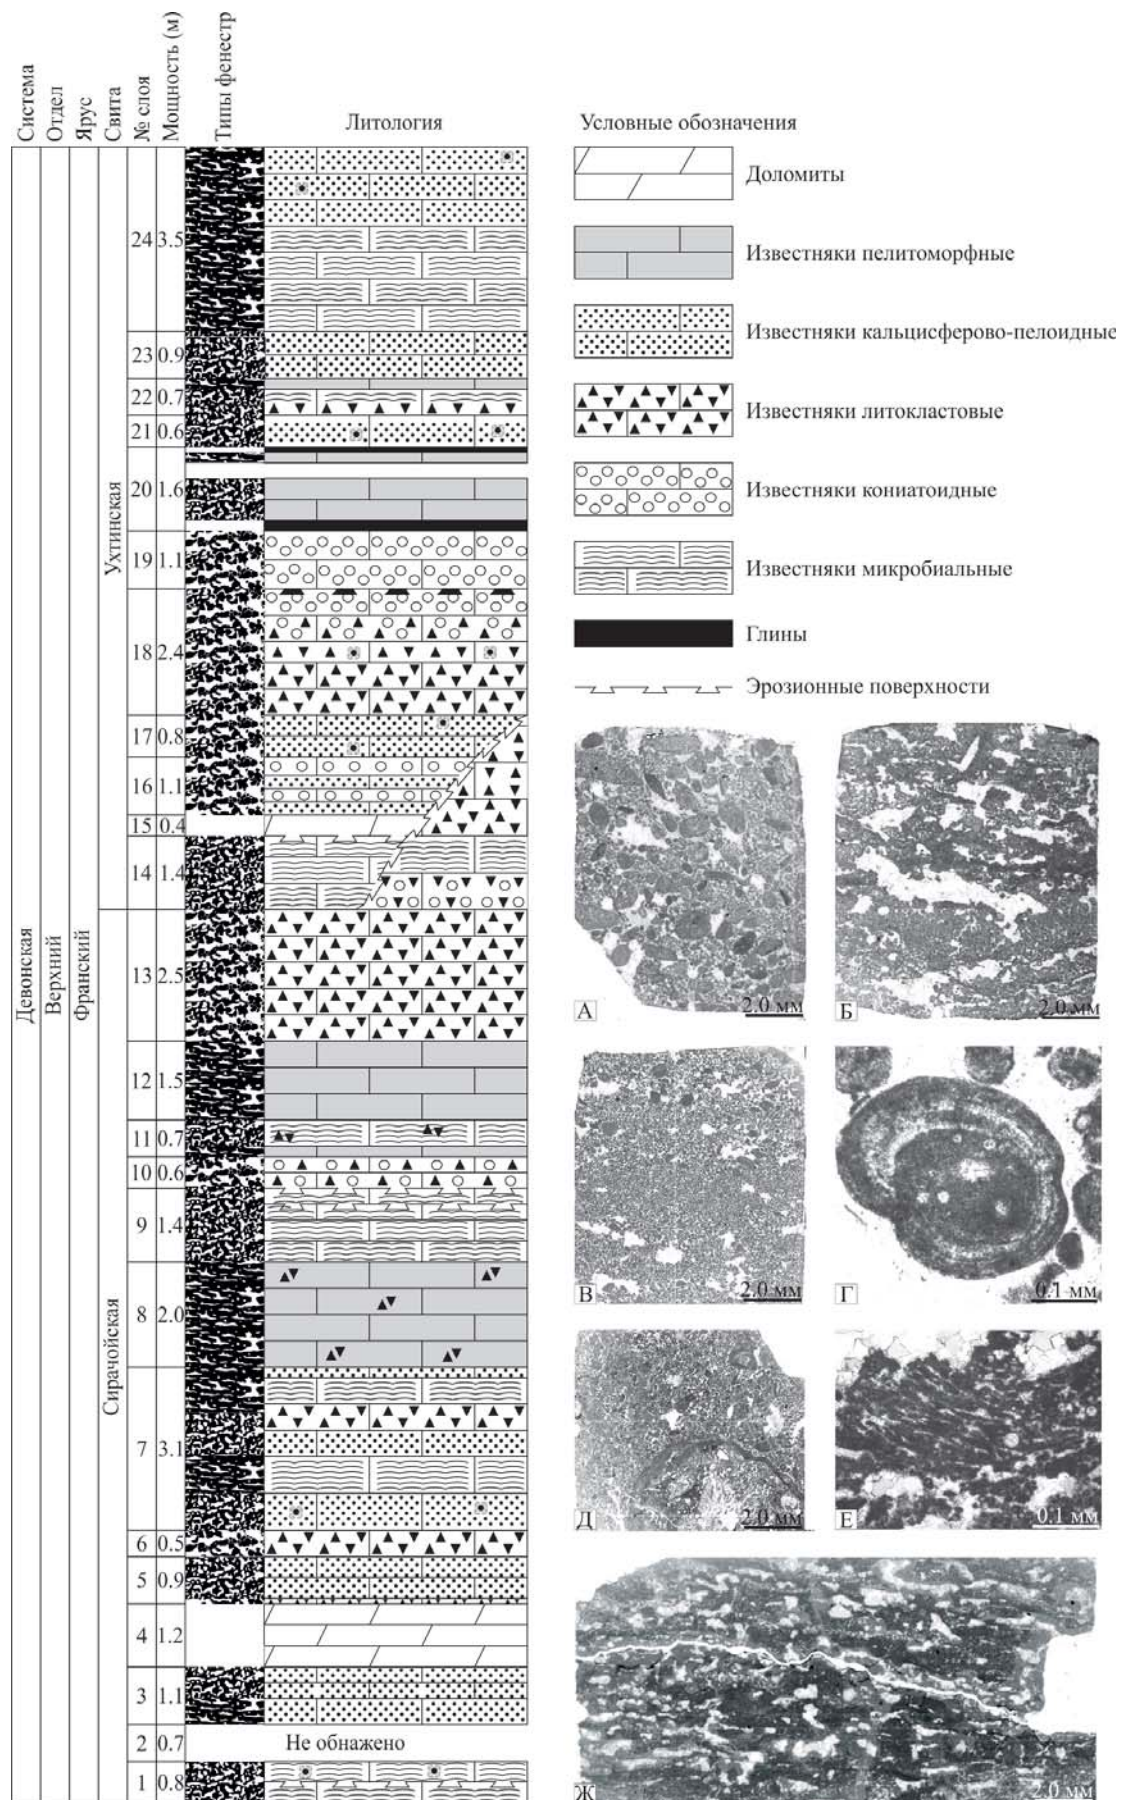 Система
Отдел
Ярус
Свита
№ слоя
Мощность (м)
Типы фенестр
Литология
Условные обозначения
Девонская
Верхний
Франский
Ухтинская
Сирачойская
24 3.5
23 0.9
22 0.7
21 0.6
20 1.6
19 1.1
18 2.4
17 0.8
16 1.1
15 0.4
14 1.4
13 2.5
12 1.5
11 0.7
10 0.6
9 1.4
8 2.0
7 3.1
6 0.5
5 0.9
4 1.2
3 1.1
2 0.7
Не обнажено
1 0.8
Доломиты
Известняки пелитоморфные
Известняки кальцисферово-пелоидные
Известняки литокластовые
Известняки кониатоидные
Известняки микробиальные
Глины
Эрозионные поверхности
А 2.0 мм
Б 2.0 мм
В 2.0 мм
Г 0.1 мм
Д 2.0 мм
Е 0.1 мм
Ж 2.0 мм